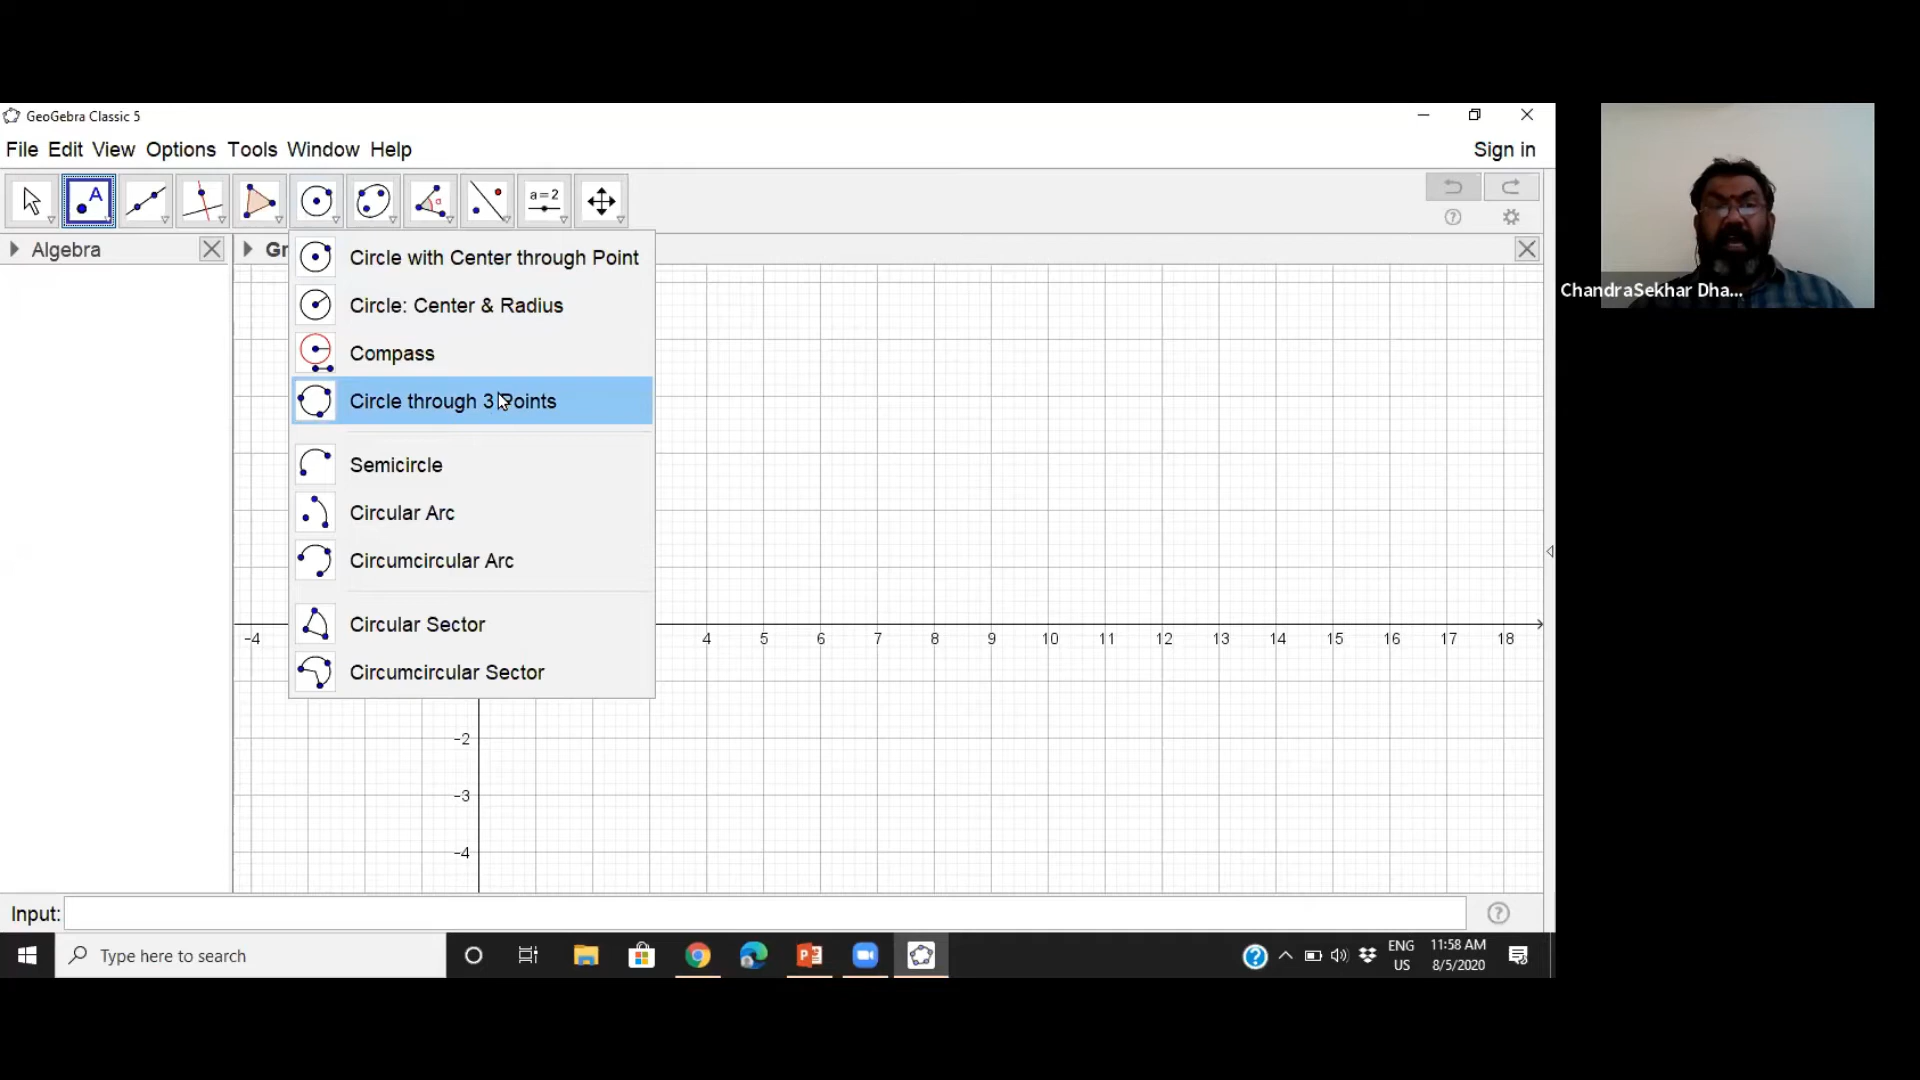 GeoGebra Classic 5
File Edit View Options Tools Window Help
Sign in
A
α
a=2
Algebra
Gr
Circle with Center through Point
Circle: Center & Radius
Compass
Circle through 3 Points
Semicircle
Circular Arc
Circumcircular Arc
Circular Sector
Circumcircular Sector
ChandraSekhar Dha...
-4 4 5 6 7 8 9 10 11 12 13 14 15 16 17 18
-2
-3
-4
Input:
Type here to search
ENG
US
11:58 AM
8/5/2020